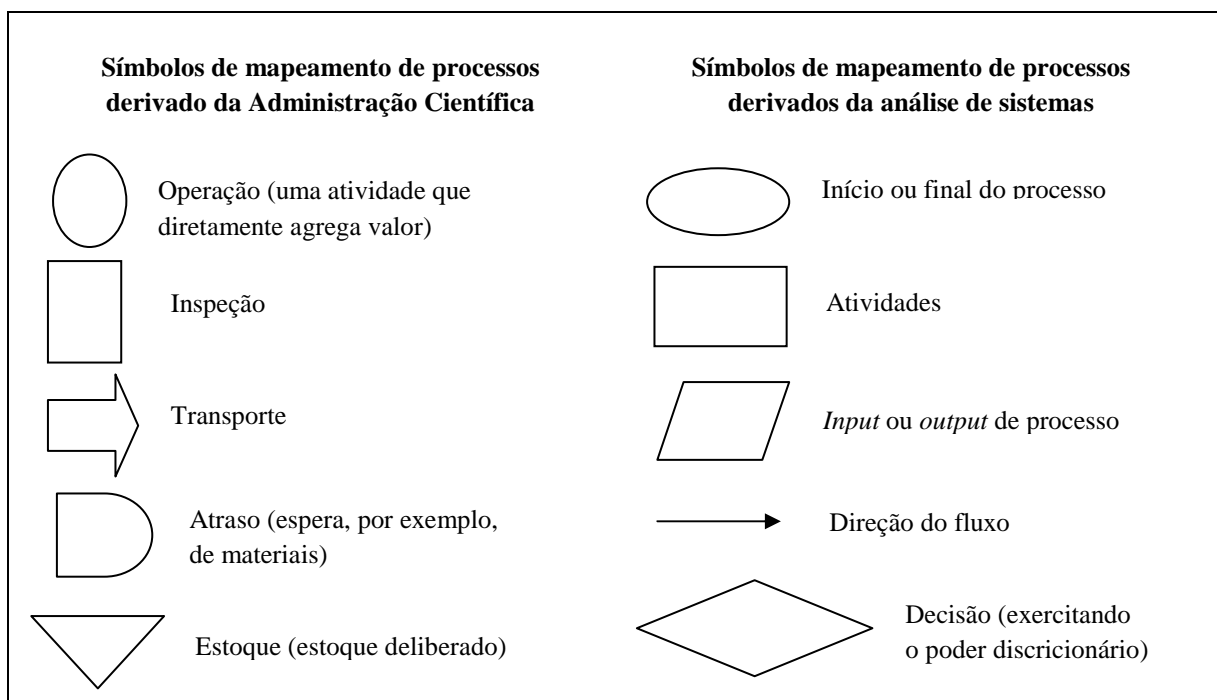 Símbolos de mapeamento de processos
derivado da Administração Científica
Operação (uma atividade que
diretamente agrega valor)
Inspeção
Transporte
Atraso (espera, por exemplo,
de materiais)
Estoque (estoque deliberado)
Símbolos de mapeamento de processos
derivados da análise de sistemas
Início ou final do processo
Atividades
Input ou output de processo
Direção do fluxo
Decisão (exercitando
o poder discricionário)